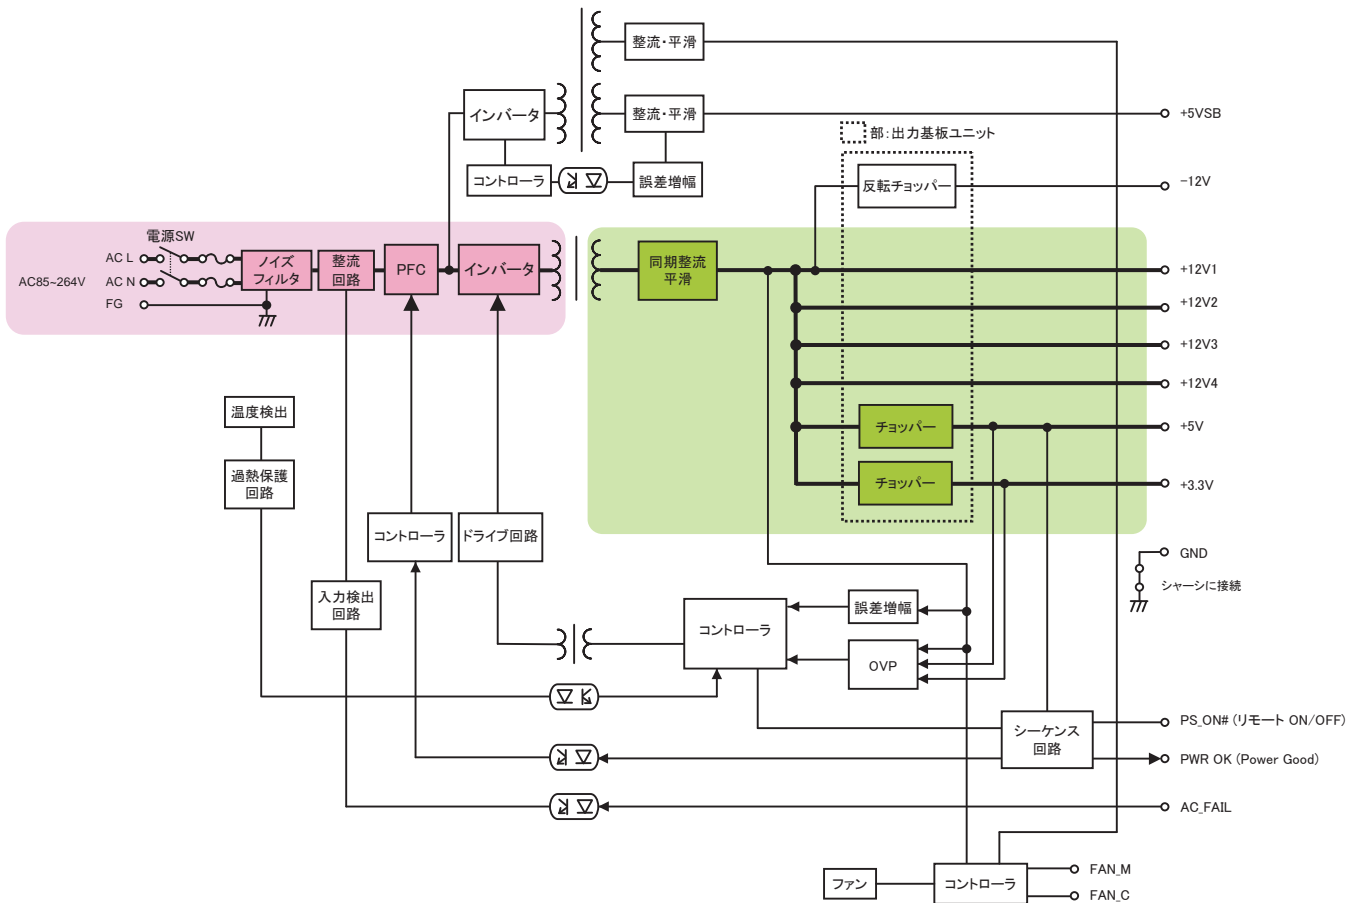 整流・平滑
インバータ
整流・平滑
+5VSB
部：出力基板ユニット
コントローラ
誤差増幅
反転チョッパー
-12V
電源SW
AC L
AC85~264V
AC N
FG
ノイズ
フィルタ
整流
回路
PFC
インバータ
同期整流
平滑
+12V1
+12V2
+12V3
+12V4
温度検出
チョッパー
+5V
過熱保護
回路
チョッパー
+3.3V
コントローラ
ドライブ回路
GND
シャーシに接続
入力検出
回路
コントローラ
誤差増幅
OVP
シーケンス
回路
PS_ON# (リモート ON/OFF)
PWR OK (Power Good)
AC_FAIL
ファン
コントローラ
FAN_M
FAN_C